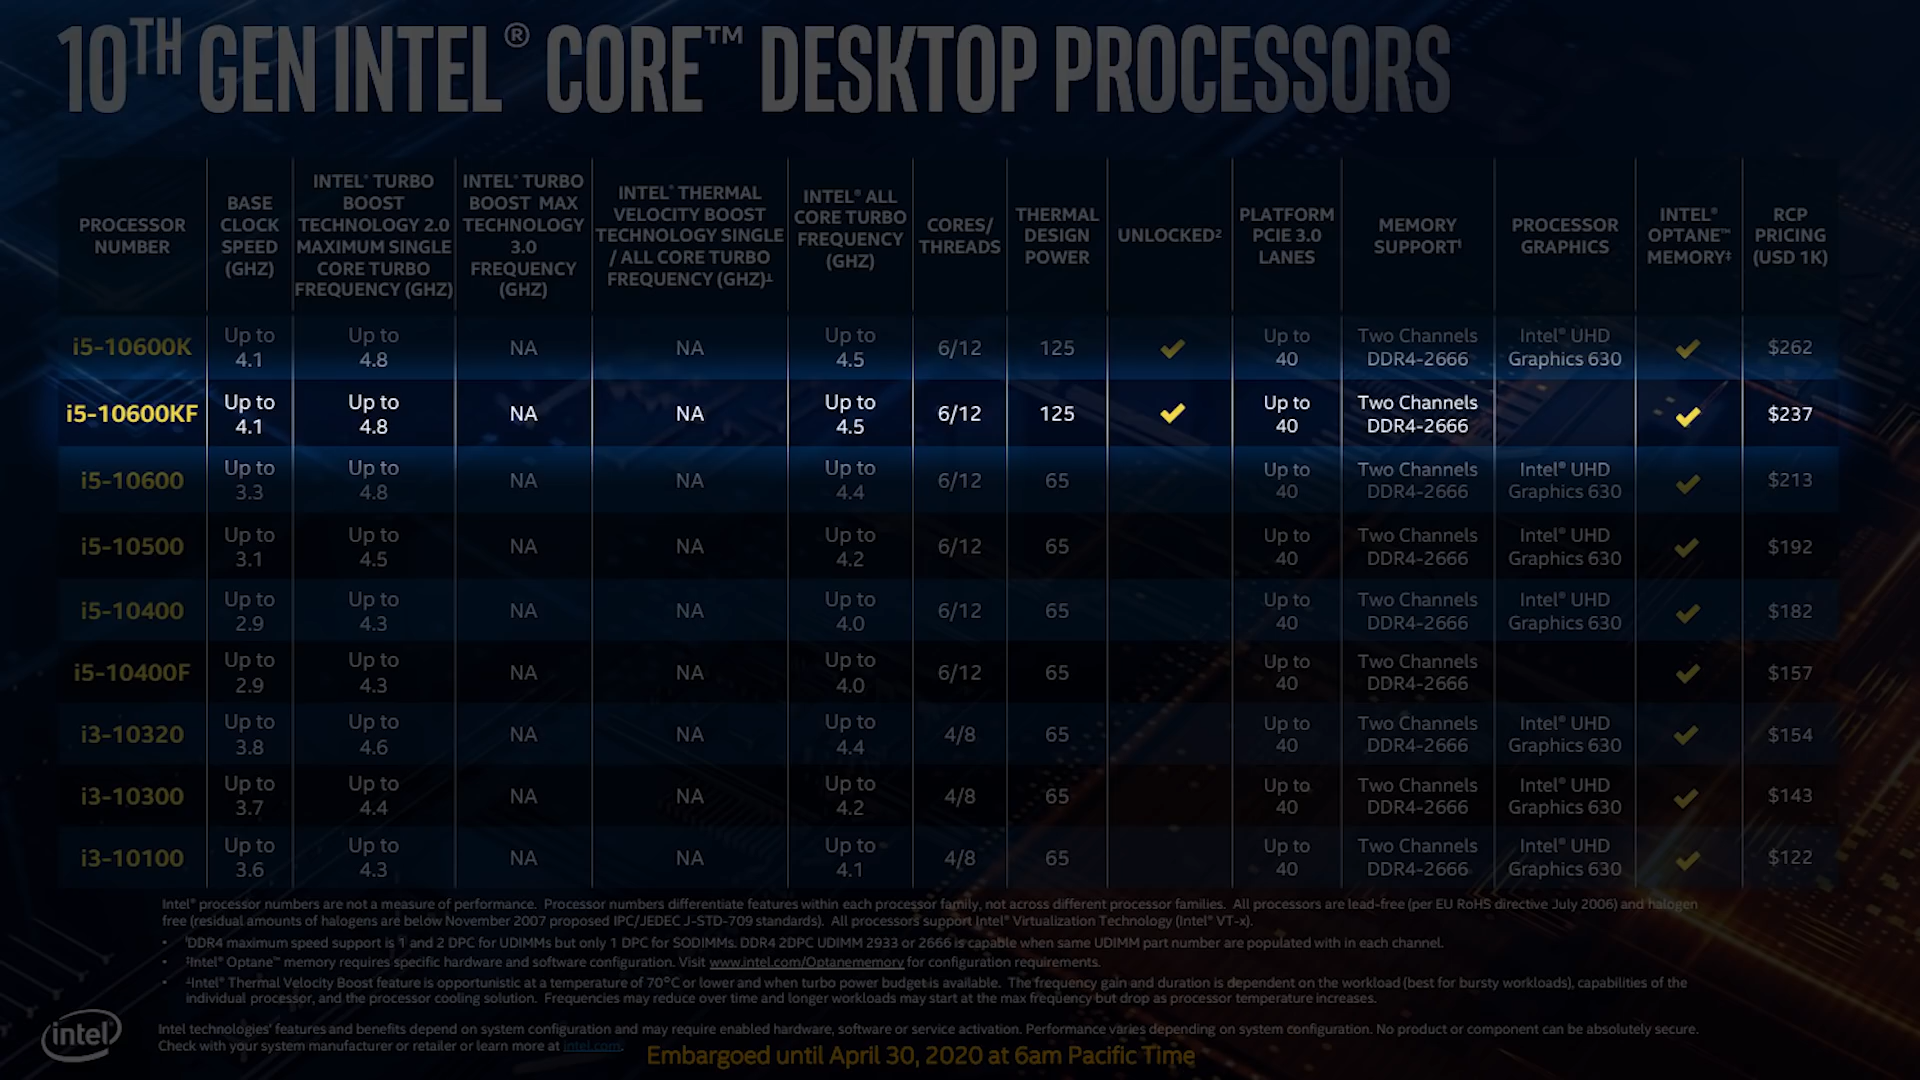 10TH GEN INTEL® CORE™ DESKTOP PROCESSORS
PROCESSOR NUMBER
BASE CLOCK SPEED (GHZ)
INTEL® TURBO BOOST TECHNOLOGY 2.0 MAXIMUM SINGLE CORE TURBO FREQUENCY (GHZ)
INTEL® TURBO BOOST MAX TECHNOLOGY 3.0 FREQUENCY (GHZ)
INTEL® THERMAL VELOCITY BOOST TECHNOLOGY SINGLE / ALL CORE TURBO FREQUENCY (GHZ)┴
INTEL® ALL CORE TURBO FREQUENCY (GHZ)
CORES/ THREADS
THERMAL DESIGN POWER
UNLOCKED²
PLATFORM PCIE 3.0 LANES
MEMORY SUPPORT¹
PROCESSOR GRAPHICS
INTEL® OPTANE™ MEMORY‡
RCP PRICING (USD 1K)
i5-10600K Up to 4.1 Up to 4.8 NA NA Up to 4.5 6/12 125 ✔ Up to 40 Two Channels DDR4-2666 Intel® UHD Graphics 630 ✔ $262
i5-10600KF Up to 4.1 Up to 4.8 NA NA Up to 4.5 6/12 125 ✔ Up to 40 Two Channels DDR4-2666 ✔ $237
i5-10600 Up to 3.3 Up to 4.8 NA NA Up to 4.4 6/12 65 Up to 40 Two Channels DDR4-2666 Intel® UHD Graphics 630 ✔ $213
i5-10500 Up to 3.1 Up to 4.5 NA NA Up to 4.2 6/12 65 Up to 40 Two Channels DDR4-2666 Intel® UHD Graphics 630 ✔ $192
i5-10400 Up to 2.9 Up to 4.3 NA NA Up to 4.0 6/12 65 Up to 40 Two Channels DDR4-2666 Intel® UHD Graphics 630 ✔ $182
i5-10400F Up to 2.9 Up to 4.3 NA NA Up to 4.0 6/12 65 Up to 40 Two Channels DDR4-2666 ✔ $157
i3-10320 Up to 3.8 Up to 4.6 NA NA Up to 4.4 4/8 65 Up to 40 Two Channels DDR4-2666 Intel® UHD Graphics 630 ✔ $154
i3-10300 Up to 3.7 Up to 4.4 NA NA Up to 4.2 4/8 65 Up to 40 Two Channels DDR4-2666 Intel® UHD Graphics 630 ✔ $143
i3-10100 Up to 3.6 Up to 4.3 NA NA Up to 4.1 4/8 65 Up to 40 Two Channels DDR4-2666 Intel® UHD Graphics 630 ✔ $122
Intel® processor numbers are not a measure of performance. Processor numbers differentiate features within each processor family, not across different processor families. All processors are lead-free (per EU RoHS directive July 2006) and halogen
free (residual amounts of halogens are below November 2007 proposed IPC/JEDEC J-STD-709 standards). All processors support Intel® Virtualization Technology (Intel® VT-x).
• ¹DDR4 maximum speed support is 1 and 2 DPC for UDIMMs but only 1 DPC for SODIMMs. DDR4 2DPC UDIMM 2933 or 2666 is capable when same UDIMM part number are populated with in each channel.
• ‡Intel® Optane™ memory requires specific hardware and software configuration. Visit www.intel.com/Optanememory for configuration requirements.
• ┴Intel® Thermal Velocity Boost feature is opportunistic at a temperature of 70°C or lower and when turbo power budget is available. The frequency gain and duration is dependent on the workload (best for bursty workloads), capabilities of the
individual processor, and the processor cooling solution. Frequencies may reduce over time and longer workloads may start at the max frequency but drop as processor temperature increases.
intel
Intel technologies' features and benefits depend on system configuration and may require enabled hardware, software or service activation. Performance varies depending on system configuration. No product or component can be absolutely secure.
Check with your system manufacturer or retailer or learn more at intel.com.
Embargoed until April 30, 2020 at 6am Pacific Time